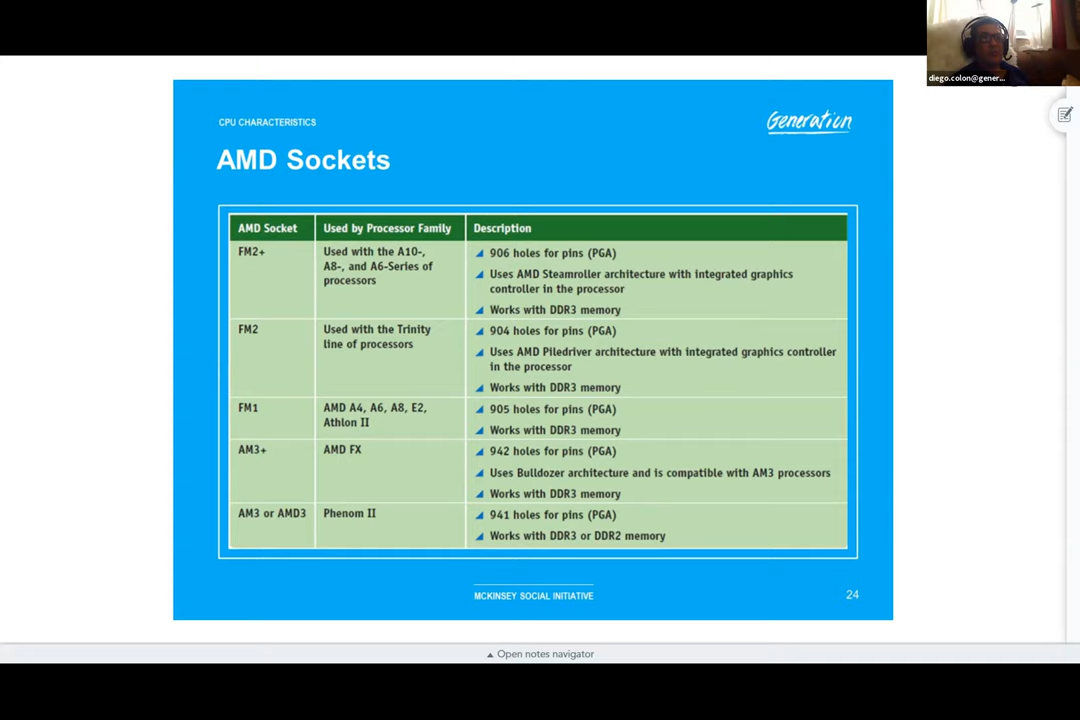 diego.colon@gener...
CPU CHARACTERISTICS
Generation
AMD Sockets
AMD Socket
Used by Processor Family
Description
FM2+
Used with the A10-,
A8-, and A6-Series of
processors
906 holes for pins (PGA)
Uses AMD Steamroller architecture with integrated graphics
controller in the processor
Works with DDR3 memory
FM2
Used with the Trinity
line of processors
904 holes for pins (PGA)
Uses AMD Piledriver architecture with integrated graphics controller
in the processor
Works with DDR3 memory
FM1
AMD A4, A6, A8, E2,
Athlon II
905 holes for pins (PGA)
Works with DDR3 memory
AM3+
AMD FX
942 holes for pins (PGA)
Uses Bulldozer architecture and is compatible with AM3 processors
Works with DDR3 memory
AM3 or AMD3
Phenom II
941 holes for pins (PGA)
Works with DDR3 or DDR2 memory
MCKINSEY SOCIAL INITIATIVE
24
Open notes navigator